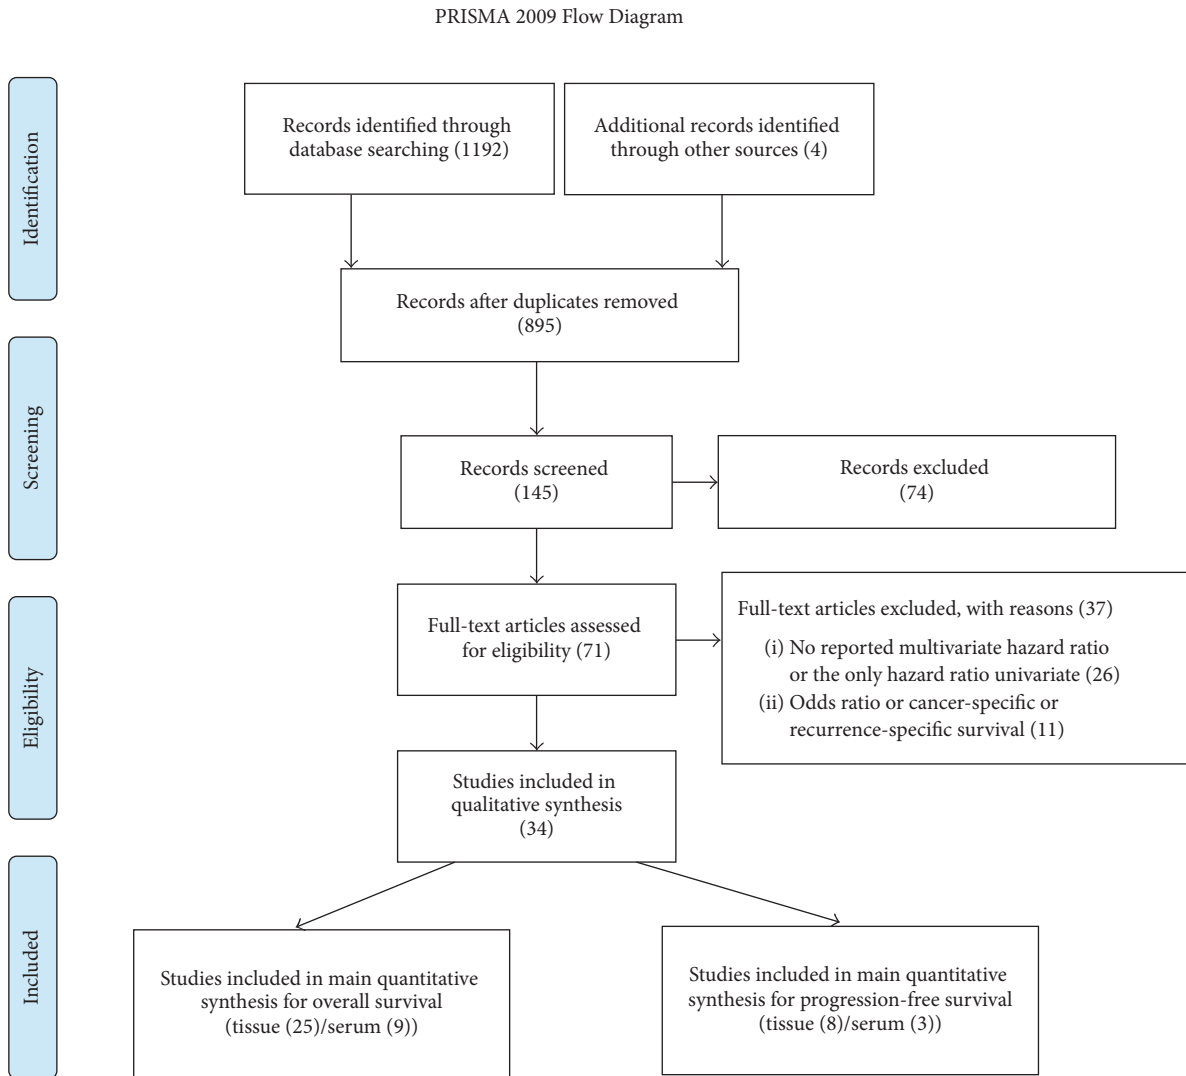 PRISMA 2009 Flow Diagram
Identification
Records identified through
database searching (1192)
Additional records identified
through other sources (4)
Records after duplicates removed
(895)
Screening
Records screened
(145)
Records excluded
(74)
Eligibility
Full-text articles assessed
for eligibility (71)
Full-text articles excluded, with reasons (37)
(i) No reported multivariate hazard ratio
or the only hazard ratio univariate (26)
(ii) Odds ratio or cancer-specific or
recurrence-specific survival (11)
Studies included in
qualitative synthesis
(34)
Included
Studies included in main quantitative
synthesis for overall survival
(tissue (25)/serum (9))
Studies included in main quantitative
synthesis for progression-free survival
(tissue (8)/serum (3))